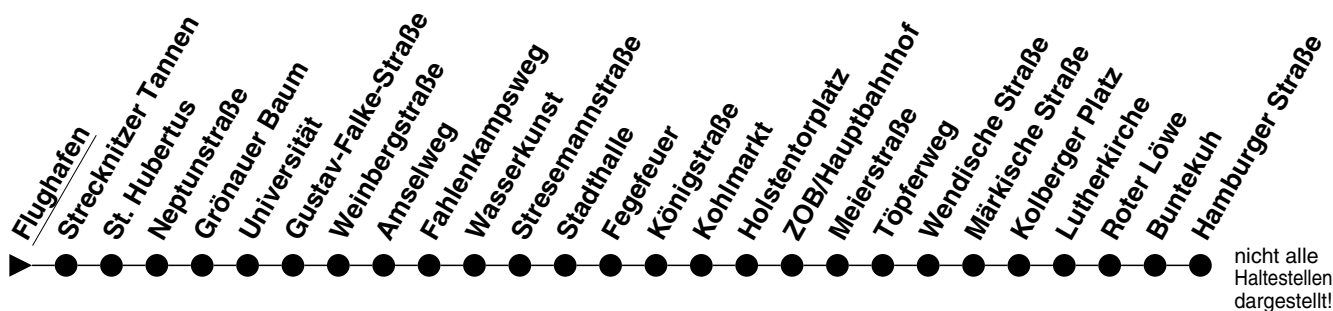 Flughafen
Strecknitzer Tannen
St. Hubertus
Neptunstraße
Grönauer Baum
Universität
Gustav-Falke-Straße
Weinbergstraße
Amselweg
Fahlenkampsweg
Wasserkunst
Stresemannstraße
Stadthalle
Fegefeuer
Königstraße
Kohlmarkt
Holstentorplatz
ZOB/Hauptbahnhof
Meierstraße
Töpferweg
Wendische Straße
Märkische Straße
Kolberger Platz
Lutherkirche
Roter Löwe
Buntekuh
Hamburger Straße
nicht alle
Haltestellen
dargestellt!